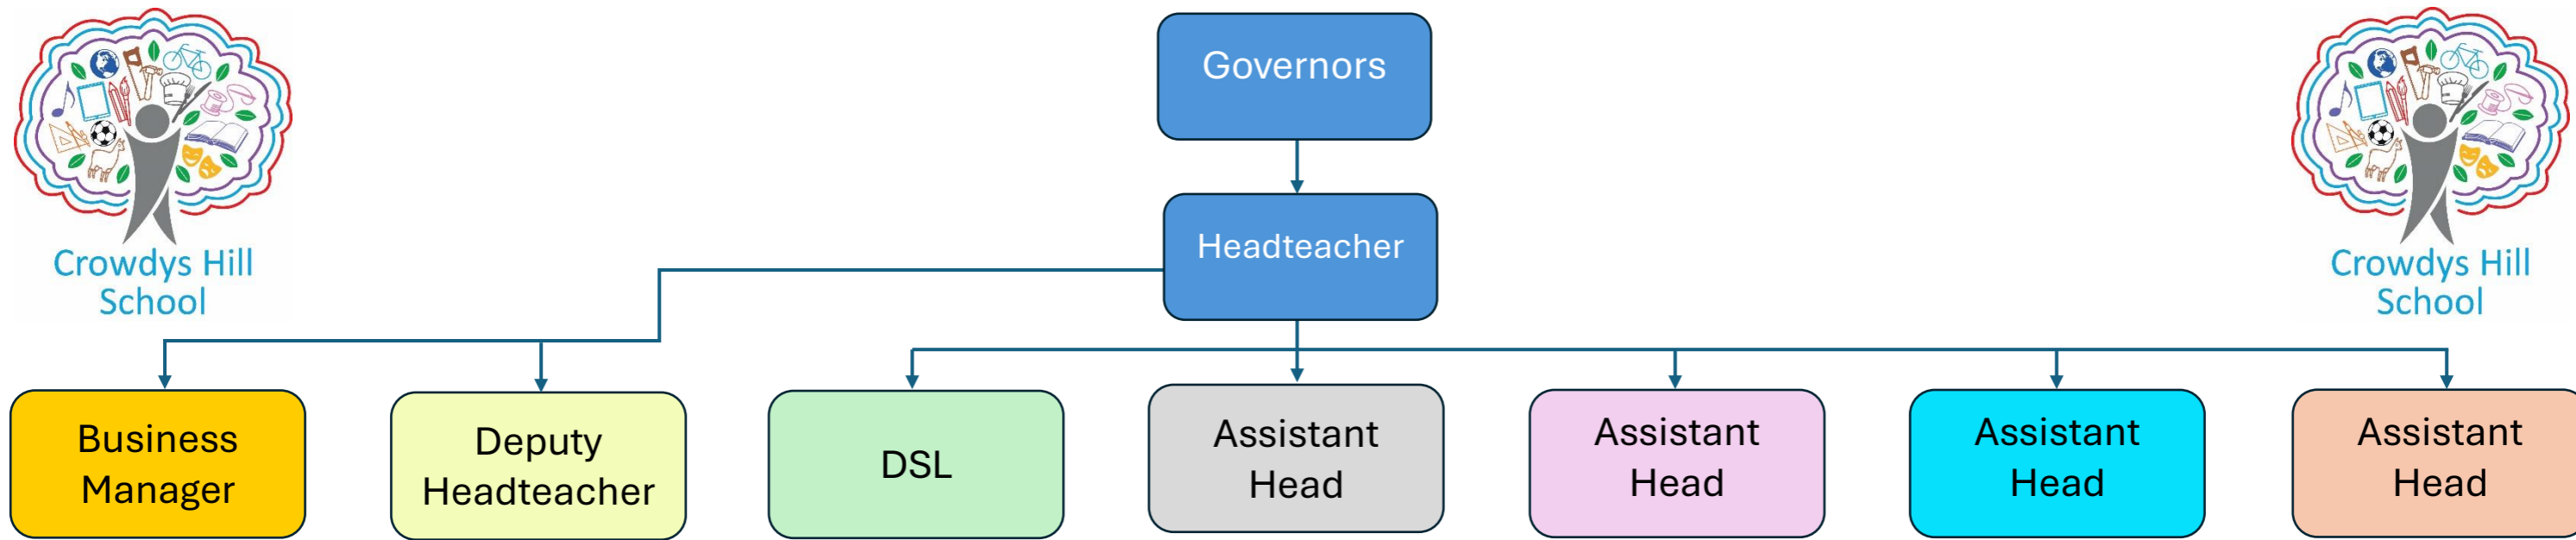 Governors
Crowdys Hill
School
Headteacher
Crowdys Hill
School
Business
Manager
Deputy
Headteacher
DSL
Assistant
Head
Assistant
Head
Assistant
Head
Assistant
Head